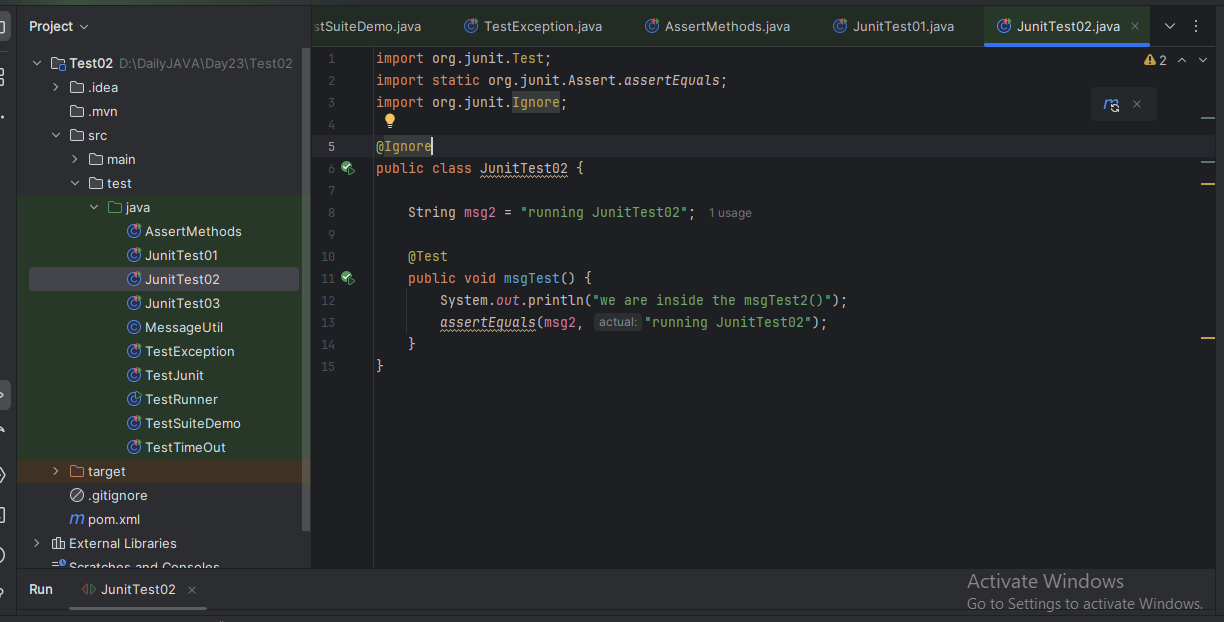 Project
stSuiteDemo.java TestException.java AssertMethods.java JunitTest01.java JunitTest02.java
Test02 D:\DailyJAVA\Day23\Test02
.idea
.mvn
src
main
test
java
AssertMethods
JunitTest01
JunitTest02
JunitTest03
MessageUtil
TestException
TestJunit
TestRunner
TestSuiteDemo
TestTimeOut
target
.gitignore
pom.xml
External Libraries
Scratches and Consoles
1 import org.junit.Test;
2 import static org.junit.Assert.assertEquals;
3 import org.junit.Ignore;
4
5 @Ignore
6 public class JunitTest02 {
7
8 String msg2 = "running JunitTest02"; 1 usage
9
10 @Test
11 public void msgTest() {
12 System.out.println("we are inside the msgTest2()");
13 assertEquals(msg2, actual: "running JunitTest02");
14 }
15 }
2
Run JunitTest02
Activate Windows
Go to Settings to activate Windows.